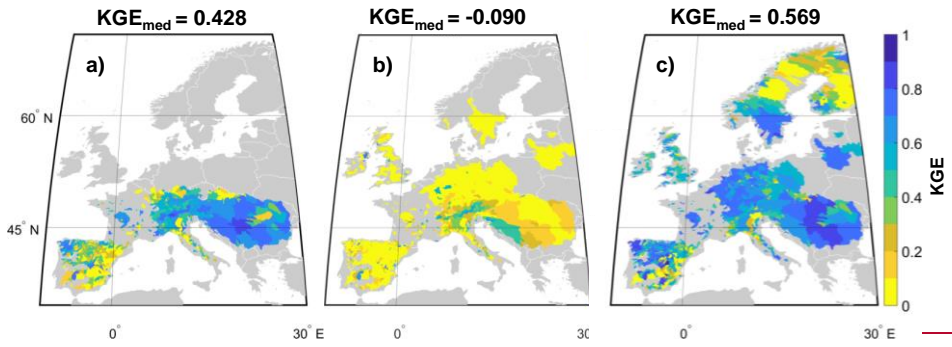 KGEmed = 0.428
KGEmed = -0.090
KGEmed = 0.569
a)
b)
c)
60° N
45° N
0°
30° E
0°
30° E
0°
30° E
1
0.8
0.6
0.4
0.2
0
KGE